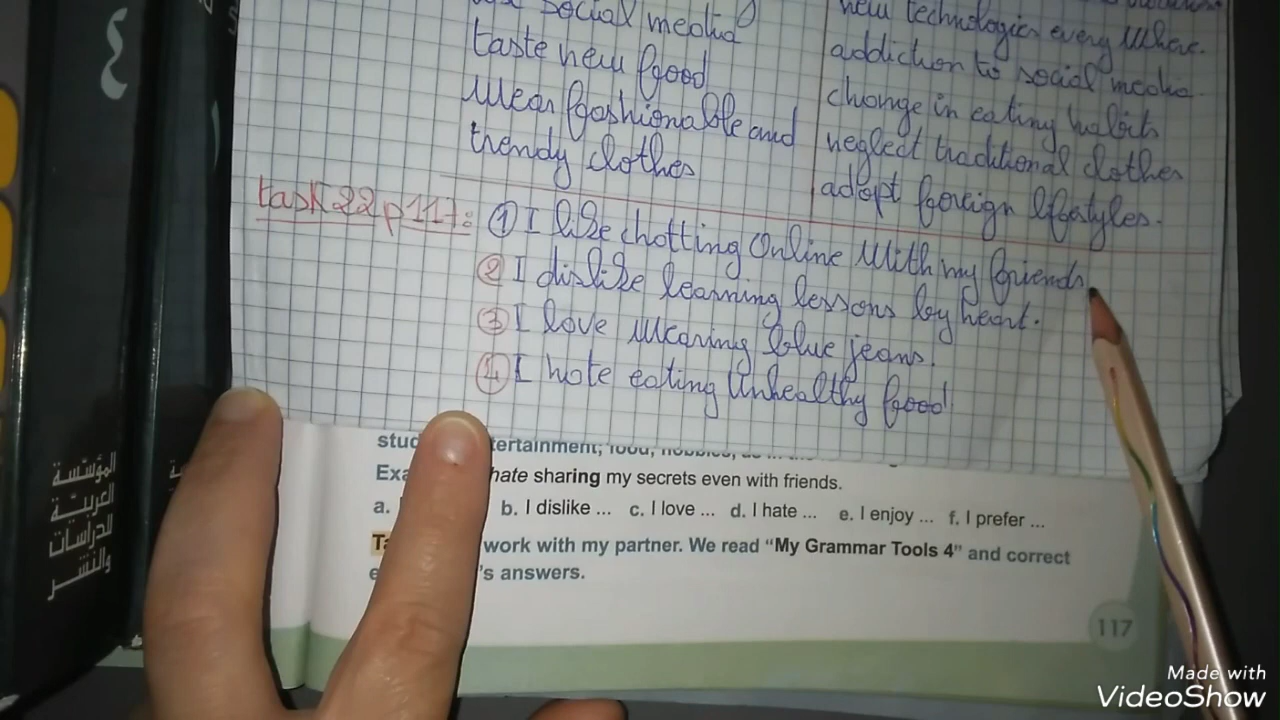 social media
taste new food
wear fashionable and
trendy clothes
new technologies every where.
addiction to social media.
change in eating habits
neglect traditional clothes
adopt foreign lifestyles.
task 22 p 117:
① I like chatting online with my friends.
② I dislike learning lessons by heart.
③ I love wearing blue jeans.
④ I hate eating unhealthy food
hate sharing my secrets even with friends.
a. b. I dislike ... c. I love ... d. I hate ... e. I enjoy ... f. I prefer ...
work with my partner. We read “My Grammar Tools 4” and correct
's answers.
117
٤
المؤسّسة
العربيّة
للدراسات
والنشر
Made with
VideoShow